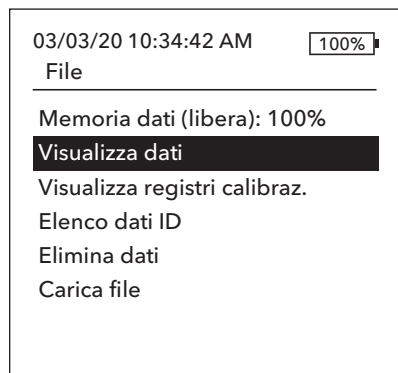 03/03/20 10:34:42 AM 100%
File
Memoria dati (libera): 100%
Visualizza dati
Visualizza registri calibraz.
Elenco dati ID
Elimina dati
Carica file